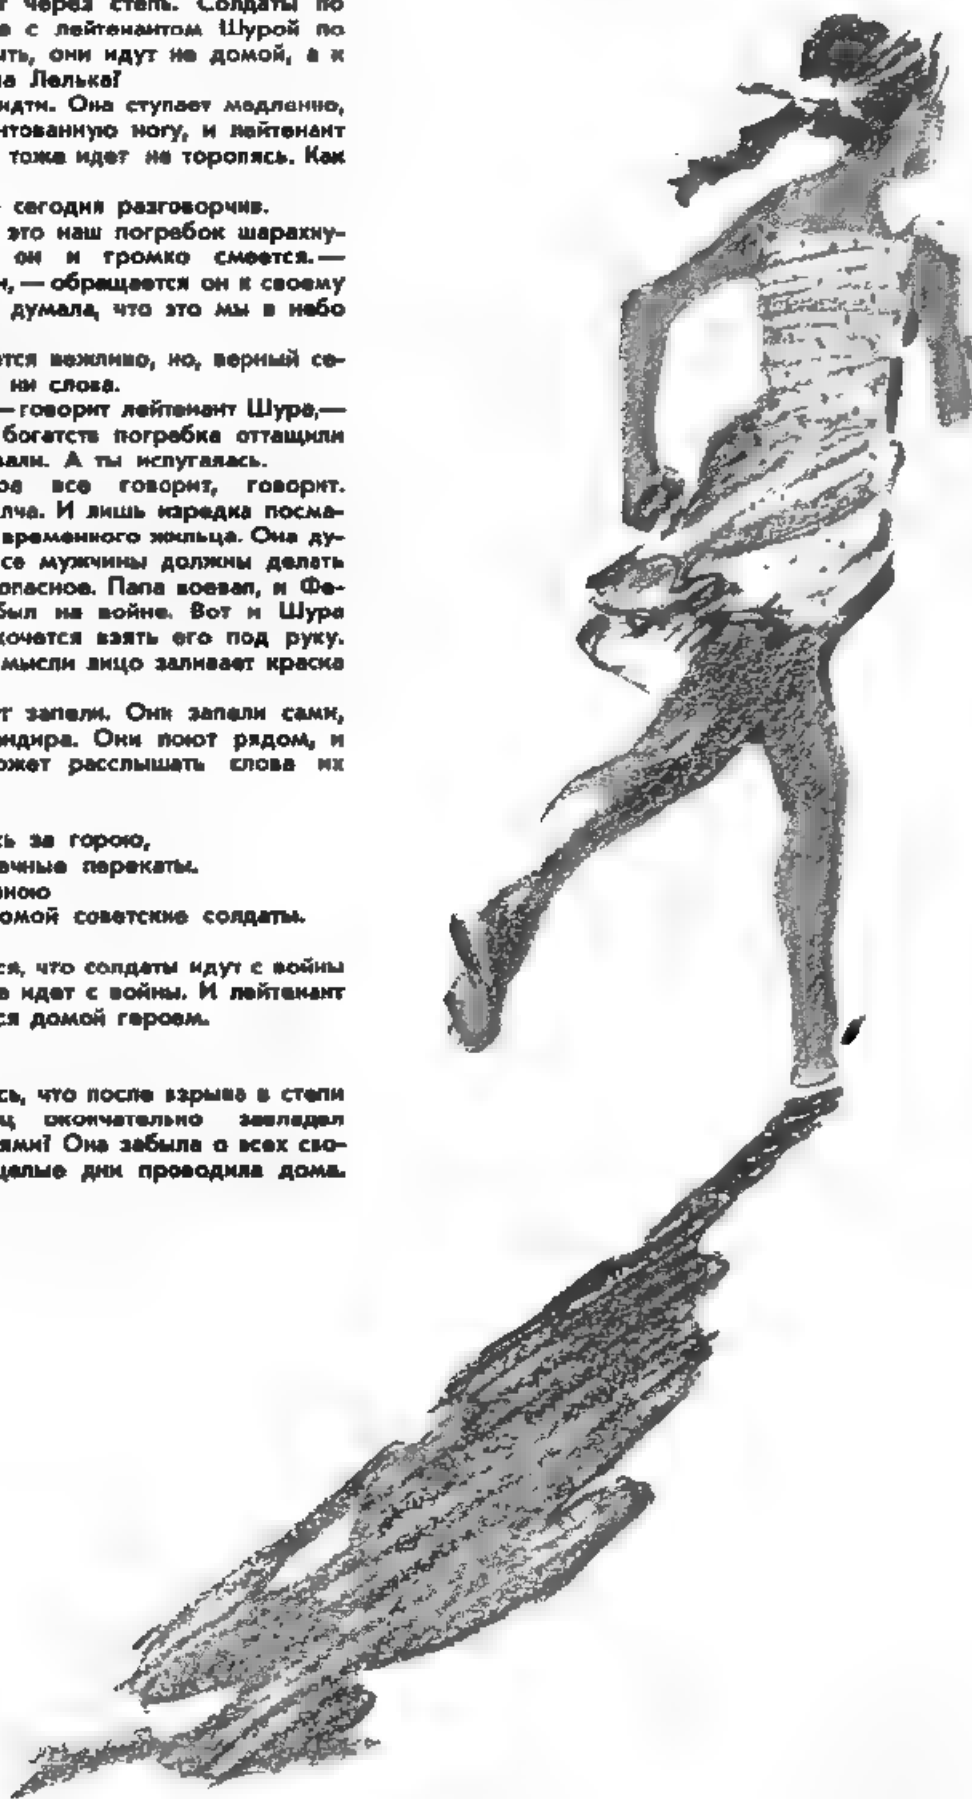 через степь. Солдаты по
с лейтенантом Шурой по
ыть, они идут не домой, а к
на Лелька?
идти. Она ступает медленно,
нтованную ногу, и лейтенант
тоже идет не торопясь. Как
сегодня разговорчив.
это наш погребок шарахну-
он и громко смеется.—
н, — обращается он к своему
думала, что это мы в небо
ется вежливо, но, верный се-
ни слова.
— говорит лейтенант Шура,—
богатств погребка оттащили
вали. А ты испугалась.
ра все говорит, говорит.
лча. И лишь изредка посма-
временного жильца. Она ду-
се мужчины должны делать
опасное. Папа воевал, и Фе-
был на войне. Вот и Шура
хочется взять его под руку.
мысли лицо заливает краска
т запели. Они запели сами,
ндира. Они поют рядом, и
ожет расслышать слова их
сь за горою,
ечные перекаты.
ною
омой советские солдаты.
ся, что солдаты идут с войны
а идет с войны. И лейтенант
ся домой героем.
сь, что после взрыва в степи
ц окончательно завладел
ями? Она забыла о всех сво-
целые дни проводила дома.